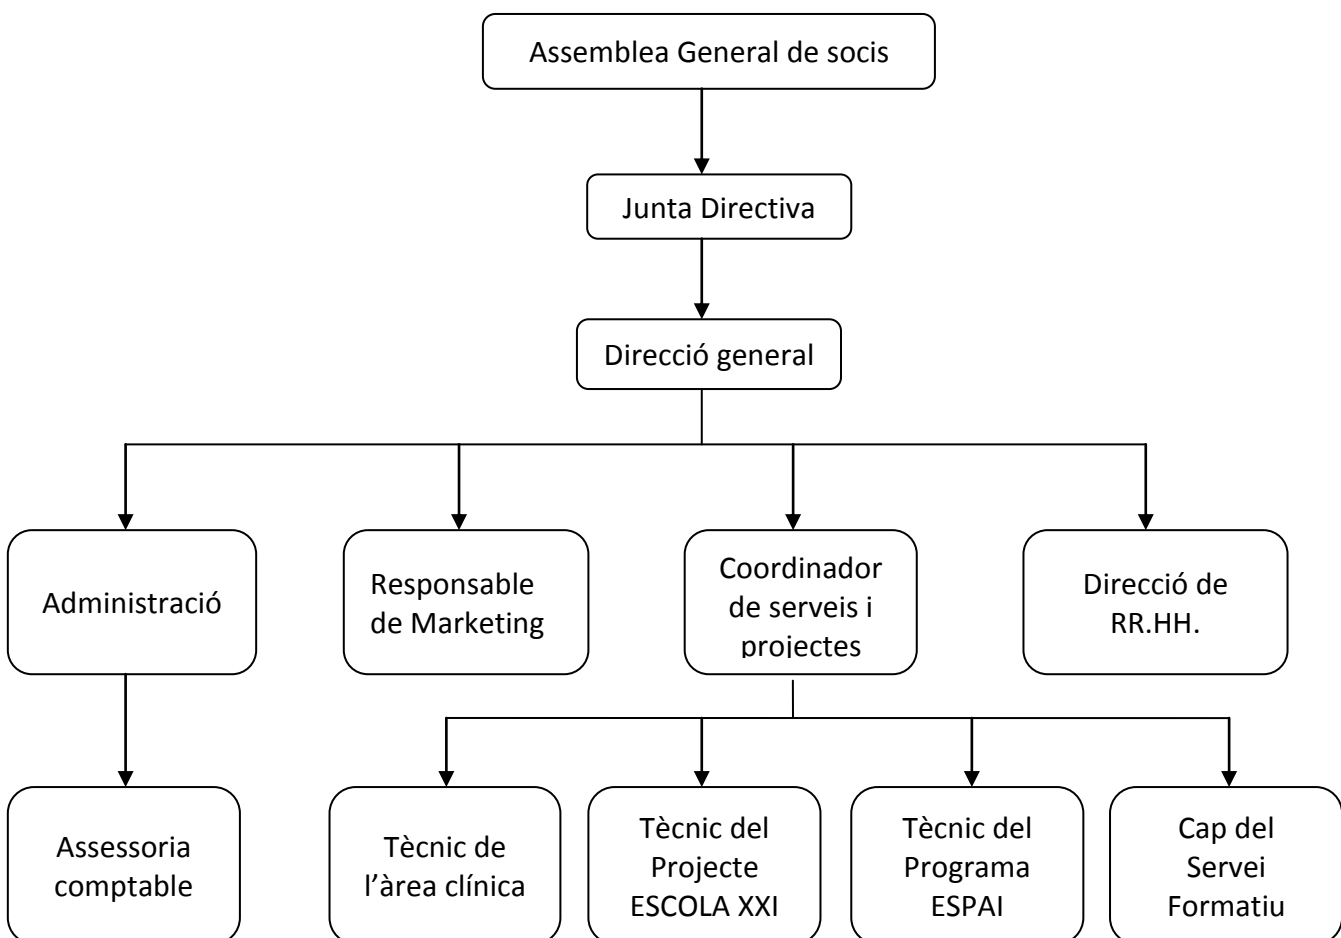 Assemblea General de socis
Junta Directiva
Direcció general
Administració
Responsable
de Marketing
Coordinador
de serveis i
projectes
Direcció de
RR.HH.
Assessoria
comptable
Tècnic de
l’àrea clínica
Tècnic del
Projecte
ESCOLA XXI
Tècnic del
Programa
ESPAI
Cap del
Servei
Formatiu